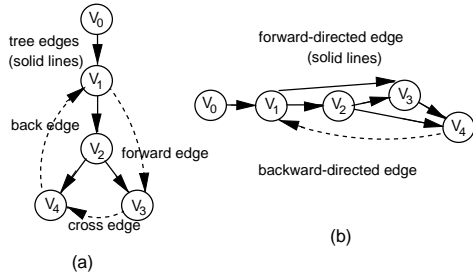 V0
tree edges
(solid lines)
V1
back edge
V2
forward edge
V4
V3
cross edge
(a)
forward-directed edge
(solid lines)
V0
V1
V2
V3
V4
backward-directed edge
(b)